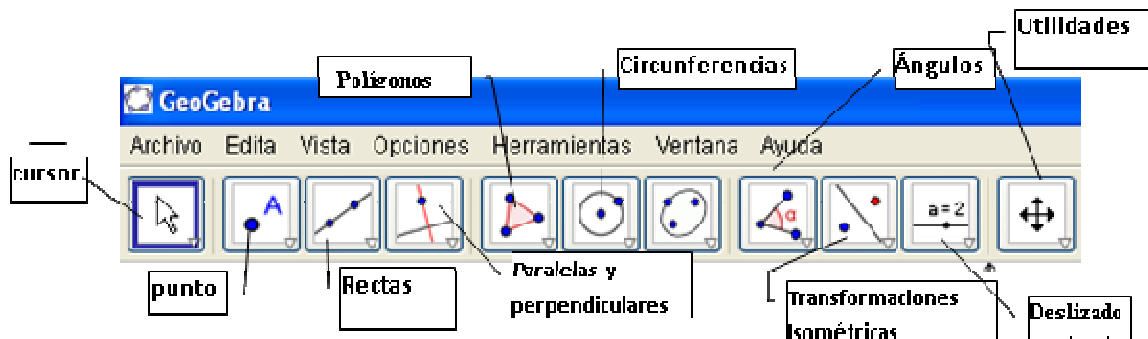 Utilidades
Circunferencias
Ángulos
Polígonos
GeoGebra
Archivo Edita Vista Opciones Herramientas Ventana Ayuda
cursor
A
α
a=2
punto
Rectas
Paralelas y
perpendiculares
Transformaciones
Isométricas
Deslizado